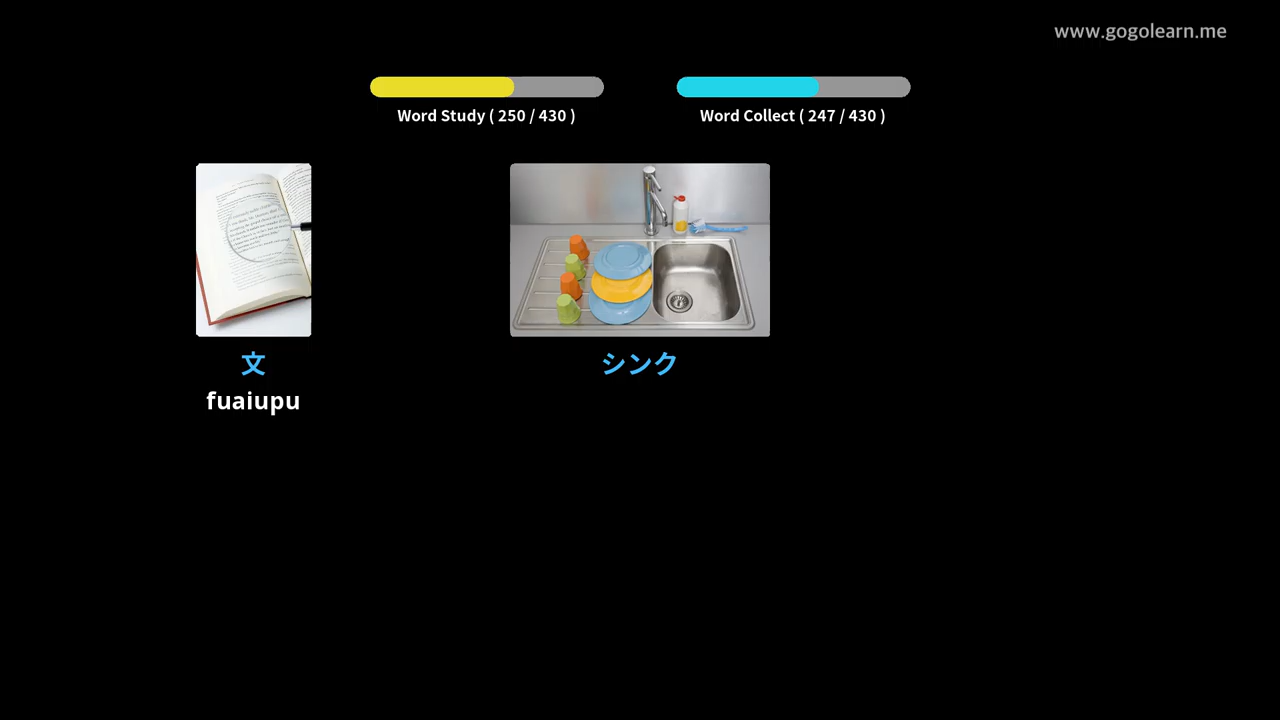 www.gogolearn.me
Word Study ( 250 / 430 )
Word Collect ( 247 / 430 )
文
fuaiupu
シンク